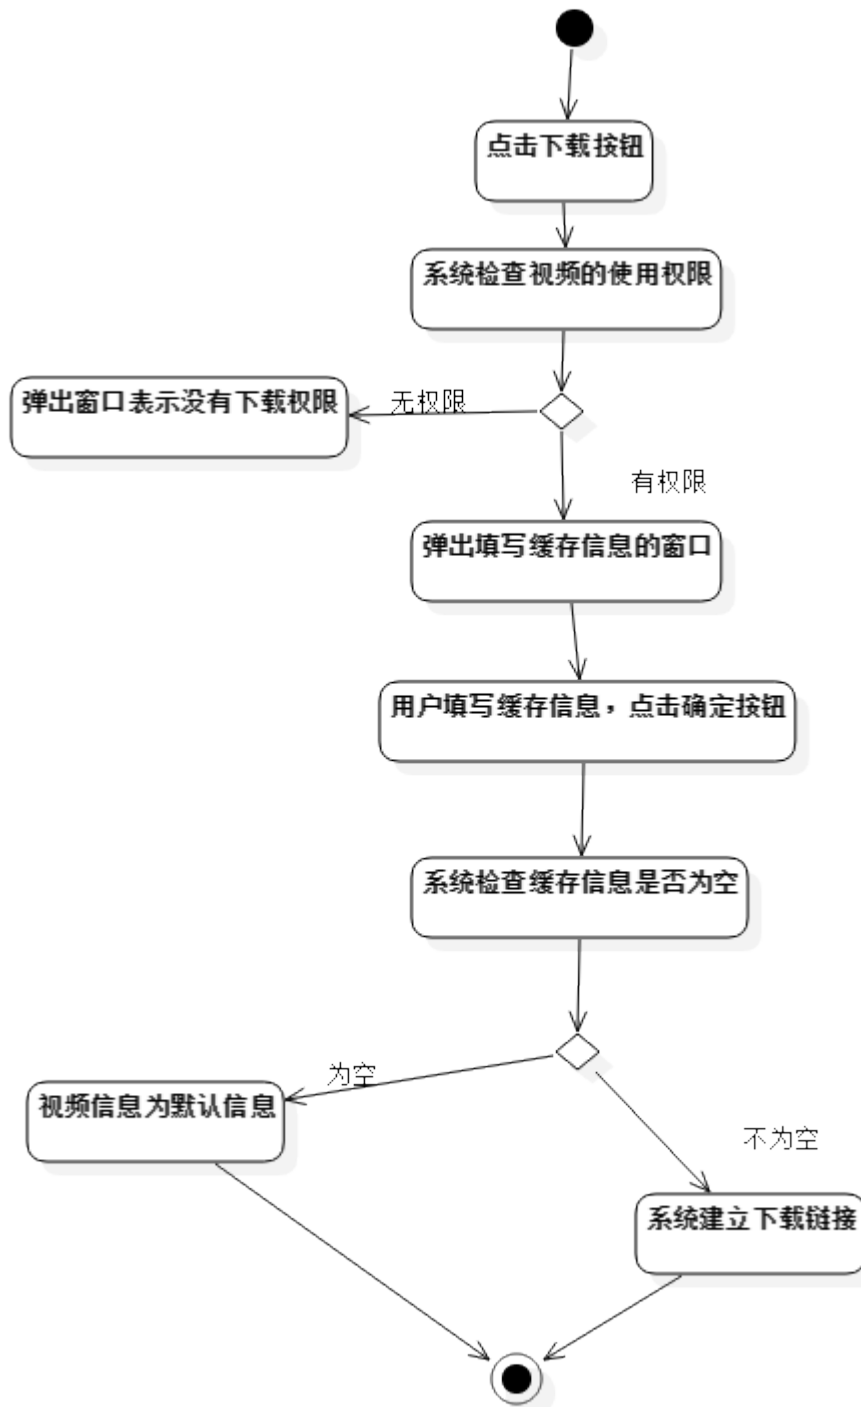 点击下载按钮
系统检查视频的使用权限
弹出窗口表示没有下载权限
无权限
有权限
弹出填写缓存信息的窗口
用户填写缓存信息，点击确定按钮
系统检查缓存信息是否为空
为空
视频信息为默认信息
不为空
系统建立下载链接